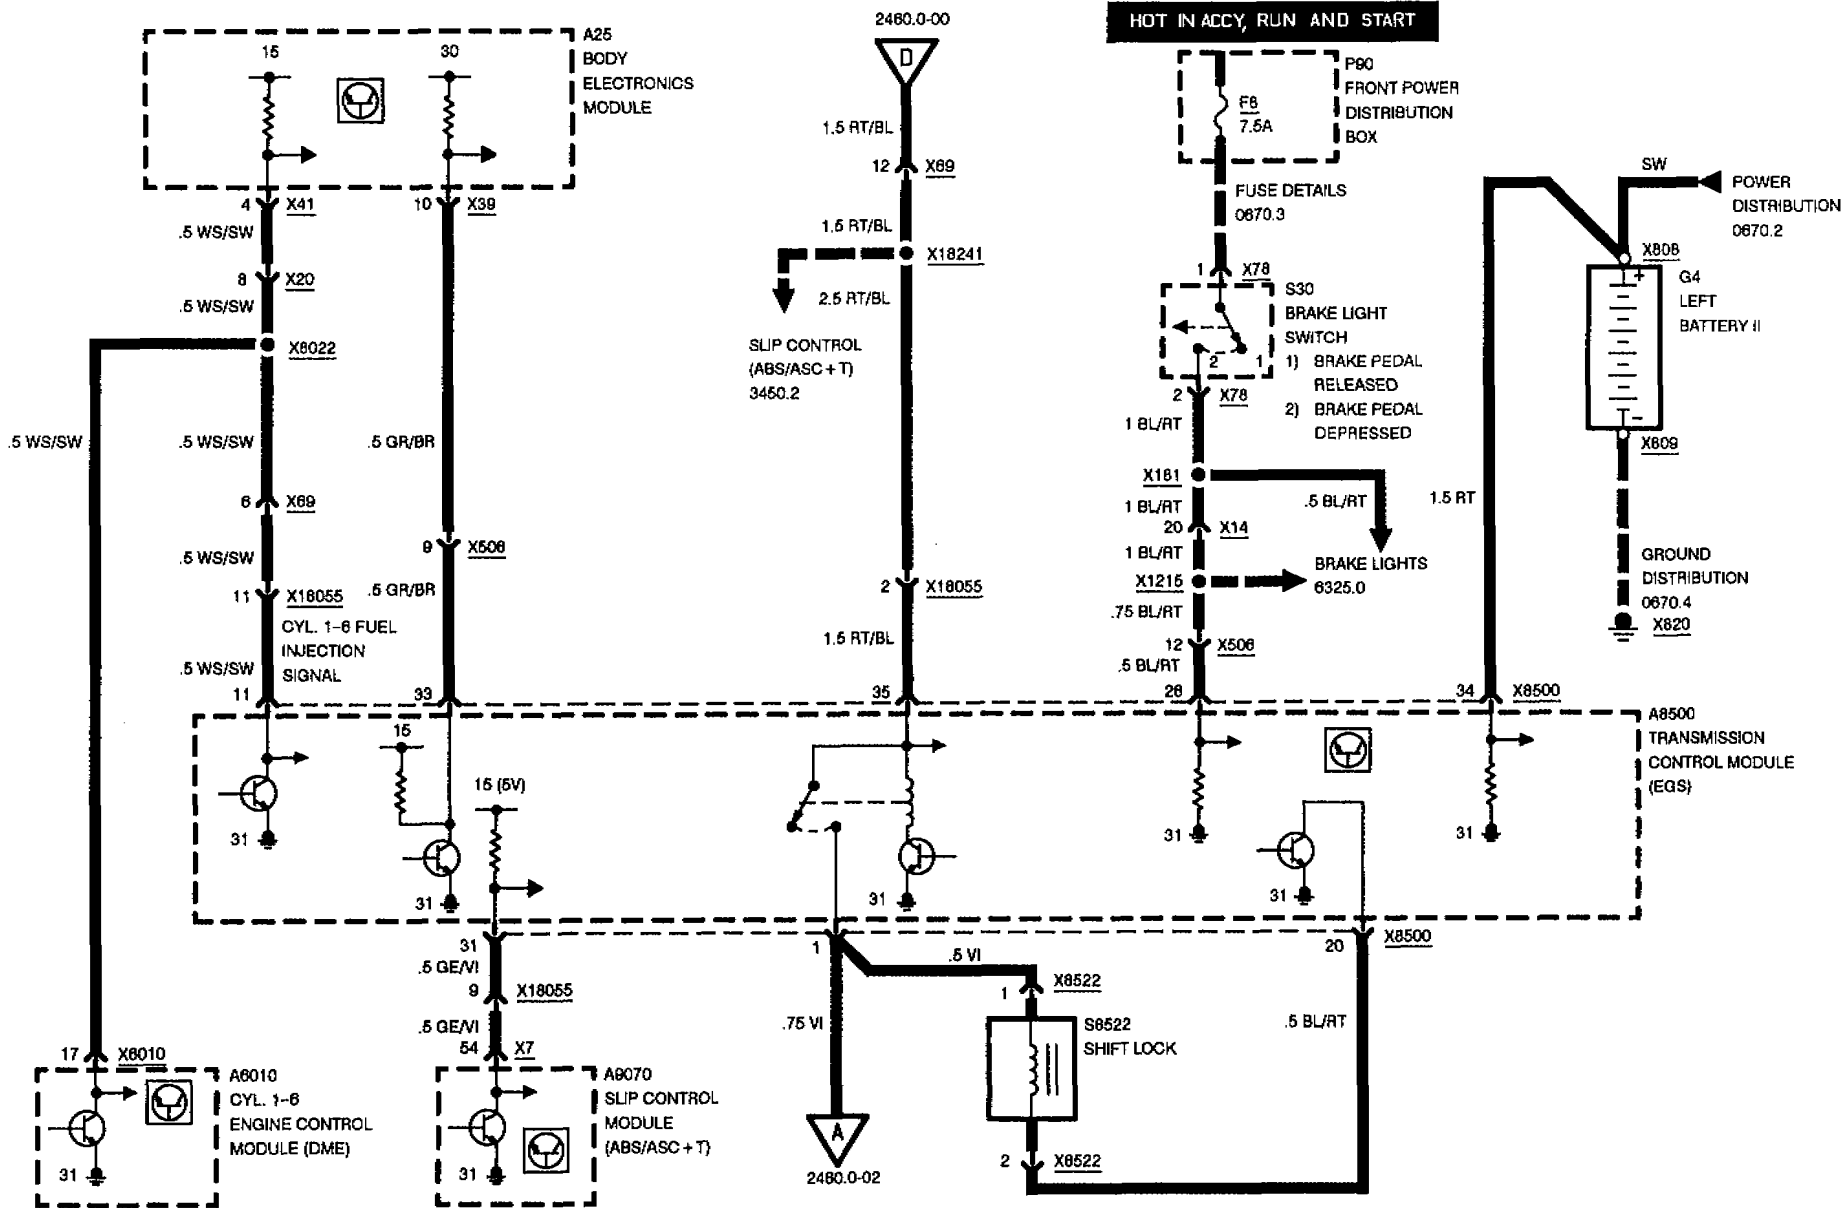 2460.0-00
HOT IN ACCY, RUN AND START
A25
BODY
ELECTRONICS
MODULE
15
30
D
P90
FRONT POWER
DISTRIBUTION
BOX
F8
7.5A
1.5 RT/BL
12 X69
FUSE DETAILS
0670.3
SW
POWER
DISTRIBUTION
0670.2
4 X41
10 X39
.5 WS/SW
1.5 RT/BL
X18241
X808
8 X20
.5 WS/SW
2.5 RT/BL
1 X78
S30
BRAKE LIGHT
SWITCH
1) BRAKE PEDAL
RELEASED
2) BRAKE PEDAL
DEPRESSED
2 1
+
G4
LEFT
BATTERY II
-
X8022
SLIP CONTROL
(ABS/ASC + T)
3450.2
2 X78
1 BL/RT
X809
.5 WS/SW
.5 WS/SW
.5 GR/BR
X181
.5 BL/RT
1.5 RT
6 X69
1 BL/RT
20 X14
9 X506
.5 WS/SW
1 BL/RT
BRAKE LIGHTS
6325.0
GROUND
DISTRIBUTION
0670.4
X820
11 X18055
.5 GR/BR
2 X18055
X1215
.75 BL/RT
CYL. 1-6 FUEL
INJECTION
SIGNAL
1.5 RT/BL
12 X506
.5 WS/SW
.5 BL/RT
11
33
35
28
34 X8500
A8500
TRANSMISSION
CONTROL MODULE
(EGS)
15
15 (5V)
31
31
31
31
31
31
31
1
20 X8500
.5 GE/VI
.5 VI
9 X18055
1 X8522
.5 GE/VI
.75 VI
S8522
SHIFT LOCK
.5 BL/RT
54 X7
17 X6010
A6010
CYL. 1-6
ENGINE CONTROL
MODULE (DME)
31
A9070
SLIP CONTROL
MODULE
(ABS/ASC + T)
31
A
2460.0-02
2 X8522